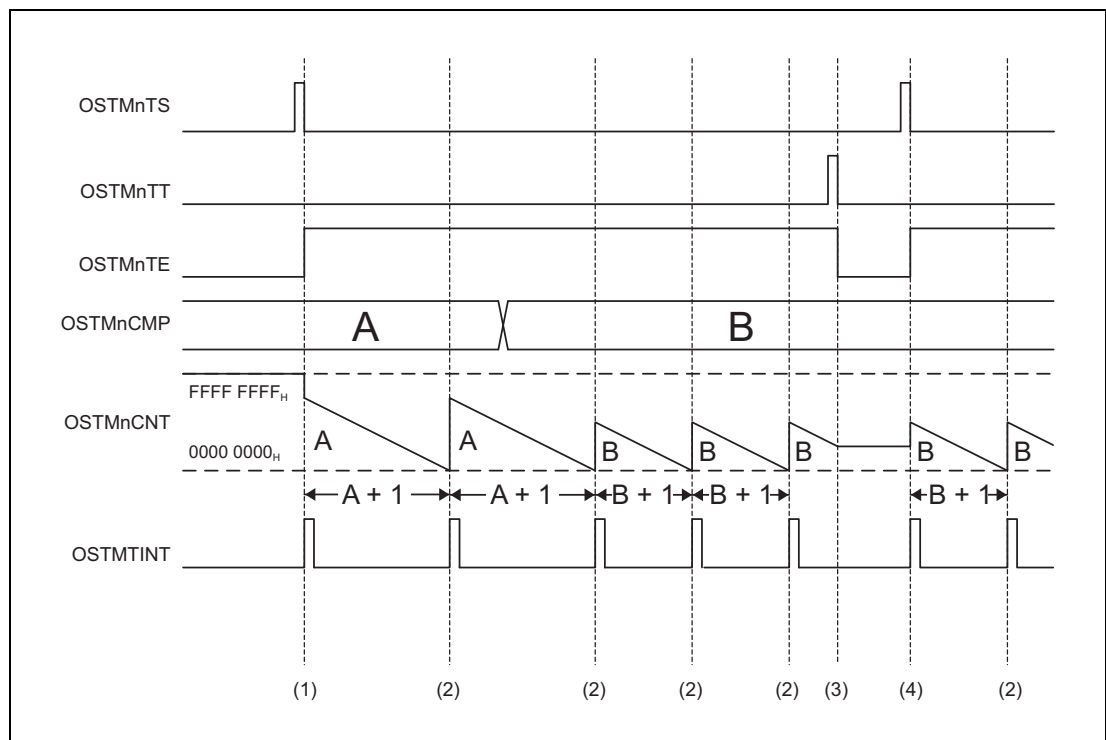 OSTMnTS
OSTMnTT
OSTMnTE
OSTMnCMP
A B
FFFF FFFFH
OSTMnCNT
0000 0000H
A A B B B B B
A + 1 A + 1 B + 1 B + 1 B + 1
OSTMTINT
(1) (2) (2) (2) (2) (3) (4) (2)